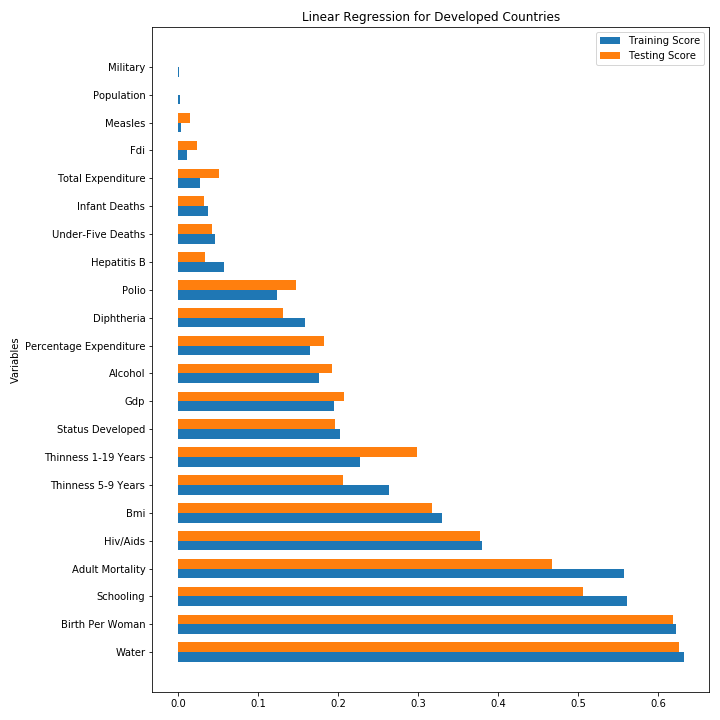 Linear Regression for Developed Countries
Training Score
Testing Score
Military
Population
Measles
Fdi
Total Expenditure
Infant Deaths
Under-Five Deaths
Hepatitis B
Polio
Diphtheria
Percentage Expenditure
Alcohol
Gdp
Status Developed
Thinness 1-19 Years
Thinness 5-9 Years
Bmi
Hiv/Aids
Adult Mortality
Schooling
Birth Per Woman
Water
Variables
0.0 0.1 0.2 0.3 0.4 0.5 0.6